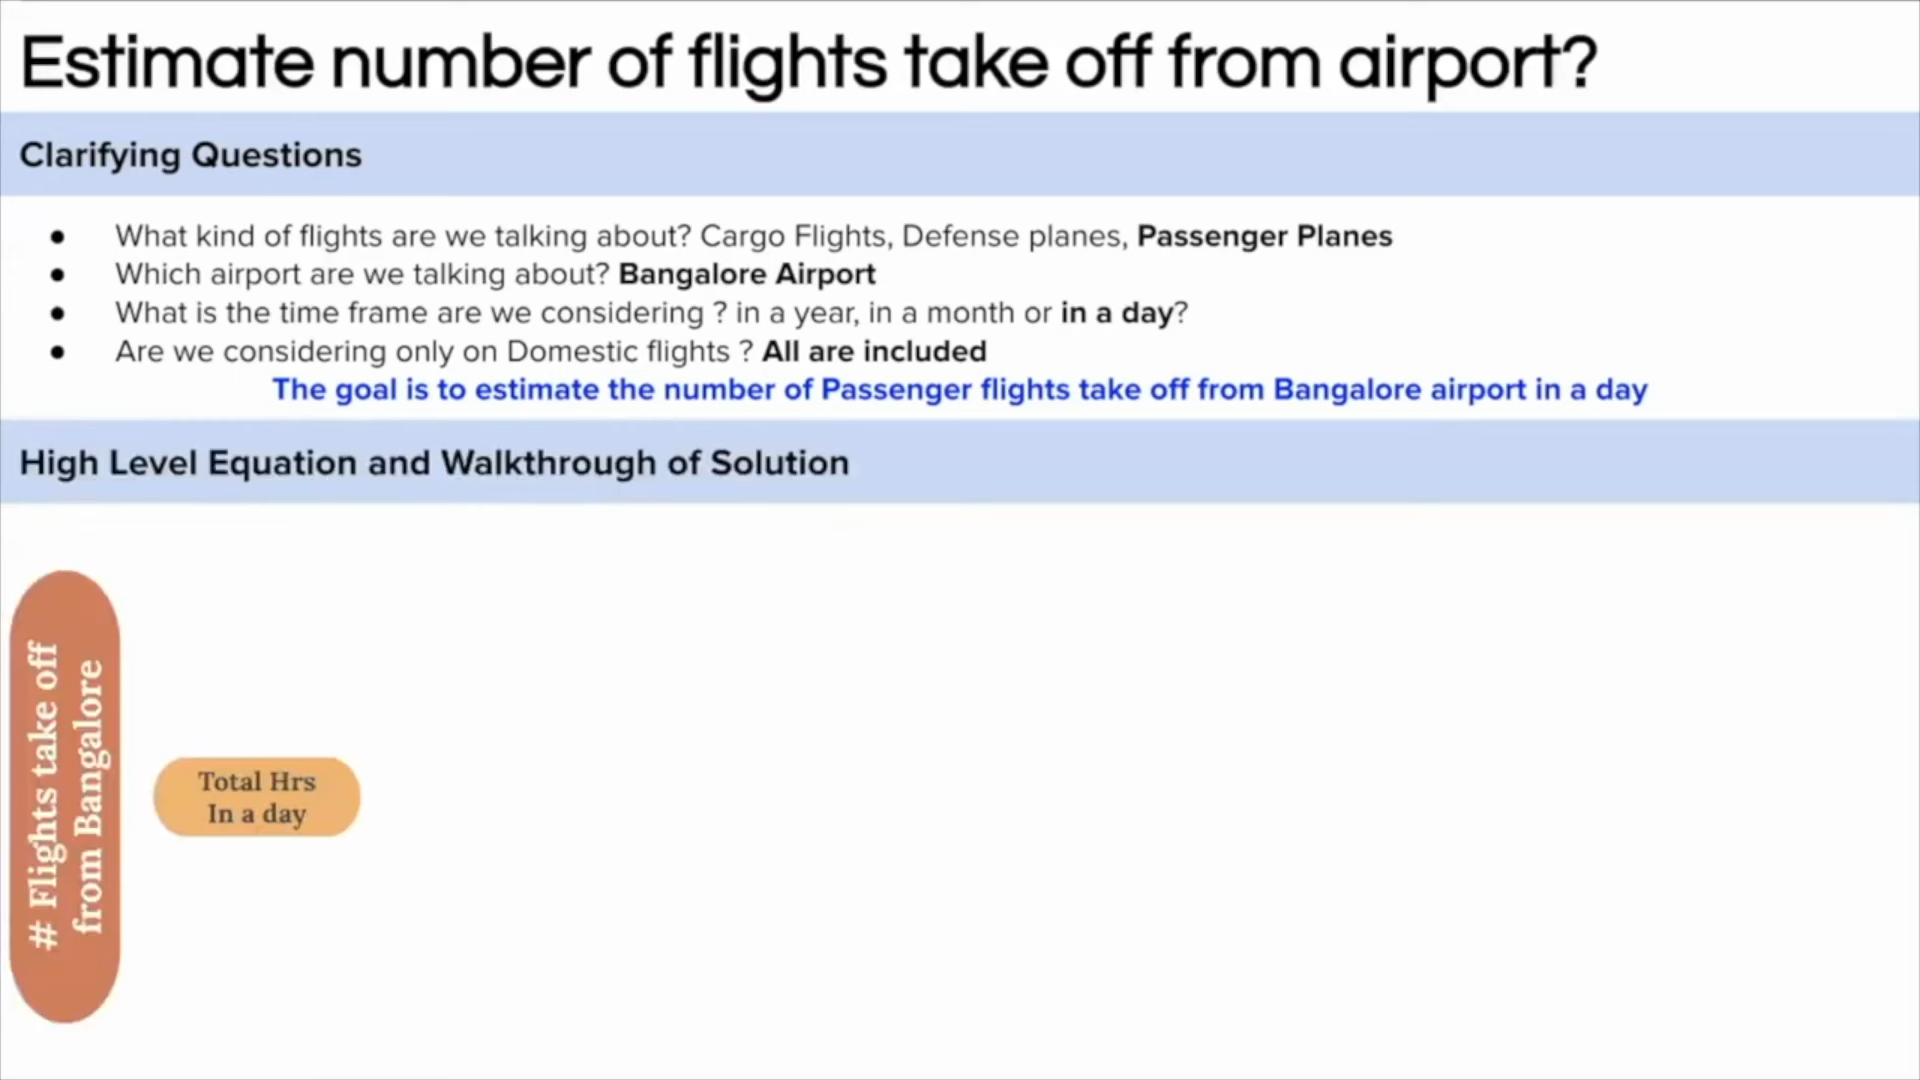 Estimate number of flights take off from airport?
Clarifying Questions
● What kind of flights are we talking about? Cargo Flights, Defense planes, Passenger Planes
● Which airport are we talking about? Bangalore Airport
● What is the time frame are we considering ? in a year, in a month or in a day?
● Are we considering only on Domestic flights ? All are included
The goal is to estimate the number of Passenger flights take off from Bangalore airport in a day
High Level Equation and Walkthrough of Solution
# Flights take off
from Bangalore
Total Hrs
In a day